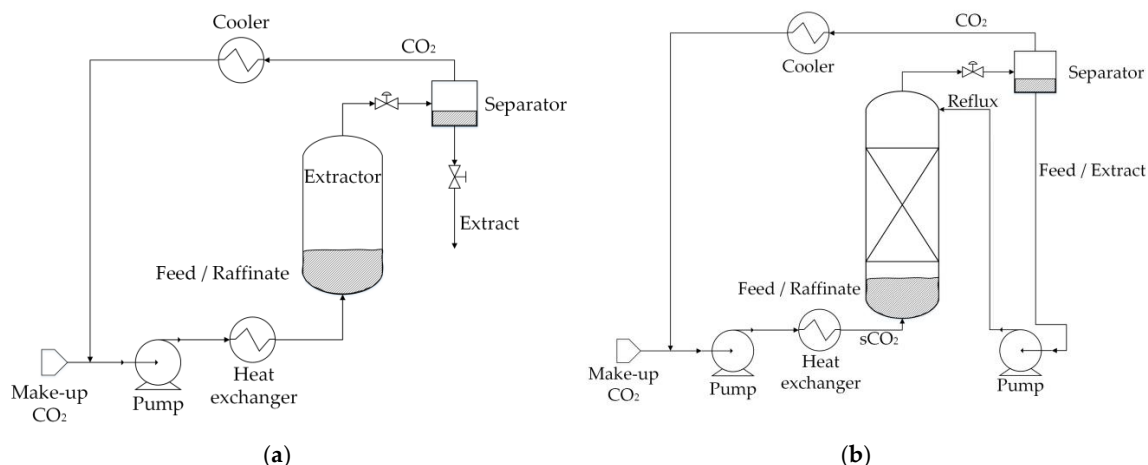 Cooler
CO₂
Separator
Extractor
Extract
Feed / Raffinate
Heat
exchanger
Pump
Make-up
CO₂
(a)
CO₂
Cooler
Separator
Reflux
Feed / Extract
Feed / Raffinate
sCO₂
Heat
exchanger
Pump
Make-up
CO₂
Pump
(b)